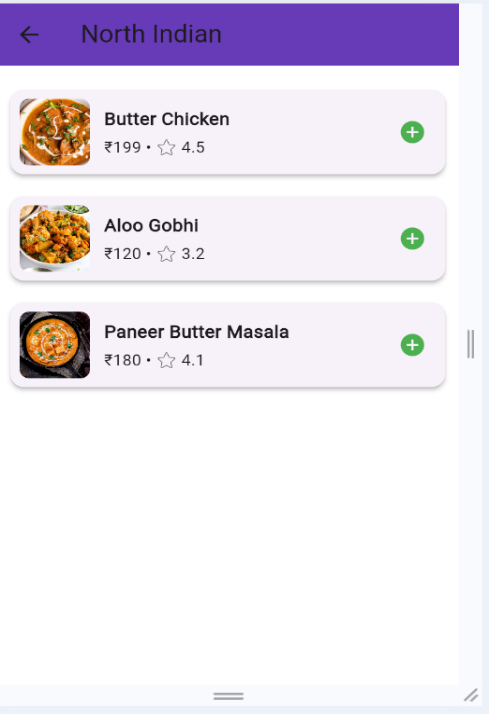 North Indian
Butter Chicken
₹199 • ☆ 4.5
Aloo Gobhi
₹120 • ☆ 3.2
Paneer Butter Masala
₹180 • ☆ 4.1